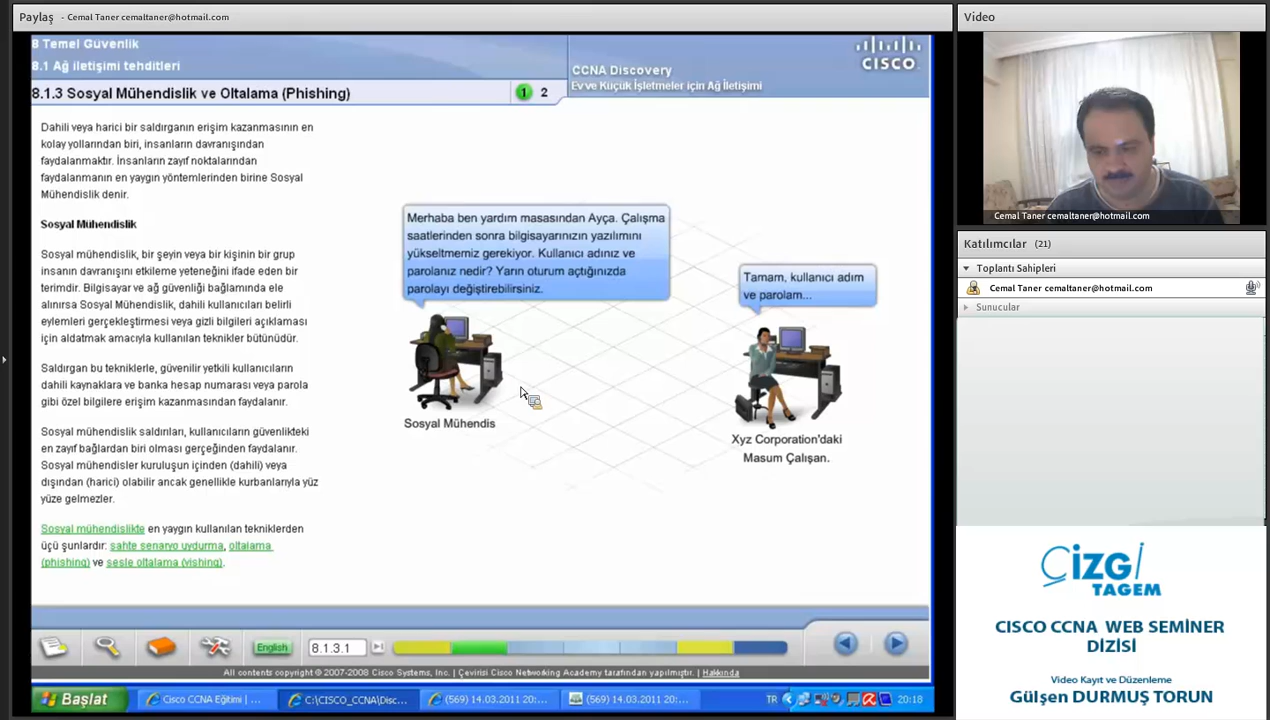 Paylaş - Cemal Taner cemaltaner@hotmail.com
8 Temel Güvenlik
8.1 Ağ iletişimi tehditleri
8.1.3 Sosyal Mühendislik ve Oltalama (Phishing)
1 2
CCNA Discovery
Ev ve Küçük İşletmeler için Ağ İletişimi
CISCO
Dahili veya harici bir saldırganın erişim kazanmasının en
kolay yollarından biri, insanların davranışından
faydalanmaktır. İnsanların zayıf noktalarından
faydalanmanın en yaygın yöntemlerinden birine Sosyal
Mühendislik denir.
Sosyal Mühendislik
Sosyal mühendislik, bir şeyin veya bir kişinin bir grup
insanın davranışını etkileme yeteneğini ifade eden bir
terimdir. Bilgisayar ve ağ güvenliği bağlamında ele
alınırsa Sosyal Mühendislik, dahili kullanıcıları belirli
eylemleri gerçekleştirmesi veya gizli bilgileri açıklaması
için aldatmak amacıyla kullanılan teknikler bütünüdür.
Saldırgan bu tekniklerle, güvenilir yetkili kullanıcıların
dahili kaynaklara ve banka hesap numarası veya parola
gibi özel bilgilere erişim kazanmasından faydalanır.
Sosyal mühendislik saldırıları, kullanıcıların güvenlikteki
en zayıf bağlardan biri olması gerçeğinden faydalanır.
Sosyal mühendisler kuruluşun içinden (dahili) veya
dışından (harici) olabilir ancak genellikle kurbanlarıyla yüz
yüze gelmezler.
Sosyal mühendislikte en yaygın kullanılan tekniklerden
üçü şunlardır: sahte senaryo uydurma, oltalama
(phishing) ve sesle oltalama (vishing).
Merhaba ben yardım masasından Ayça. Çalışma
saatlerinden sonra bilgisayarınızın yazılımını
yükseltmemiz gerekiyor. Kullanıcı adınız ve
parolanız nedir? Yarın oturum açtığınızda
parolayı değiştirebilirsiniz.
Tamam, kullanıcı adım
ve parolam...
Sosyal Mühendis
Xyz Corporation'daki
Masum Çalışan.
English
8.1.3.1
All contents copyright © 2007-2008 Cisco Systems, Inc. | Çevirisi Cisco Networking Academy tarafından yapılmıştır. | Hakkında
Başlat
Cisco CCNA Eğitimi | ...
C:\CISCO_CCNA\Disc...
(569) 14.03.2011 20:...
(569) 14.03.2011 20:...
TR
20:18
Video
Cemal Taner cemaltaner@hotmail.com
Katılımcılar (21)
Toplantı Sahipleri
Cemal Taner cemaltaner@hotmail.com
Sunucular
ÇİZGİ
TAGEM
CISCO CCNA WEB SEMİNER
DİZİSİ
Video Kayıt ve Düzenleme
Gülşen DURMUŞ TORUN